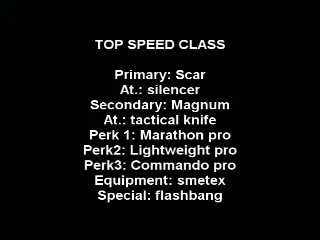 TOP SPEED CLASS
Primary: Scar
At.: silencer
Secondary: Magnum
At.: tactical knife
Perk 1: Marathon pro
Perk2: Lightweight pro
Perk3: Commando pro
Equipment: smetex
Special: flashbang